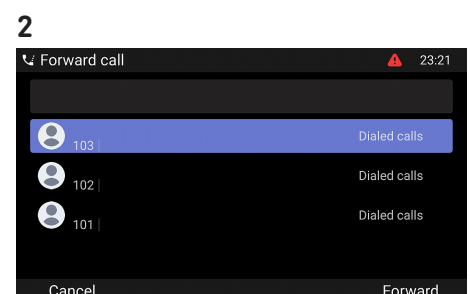 2
Forward call 23:21
103 | Dialed calls
102 | Dialed calls
101 | Dialed calls
Cancel Forward